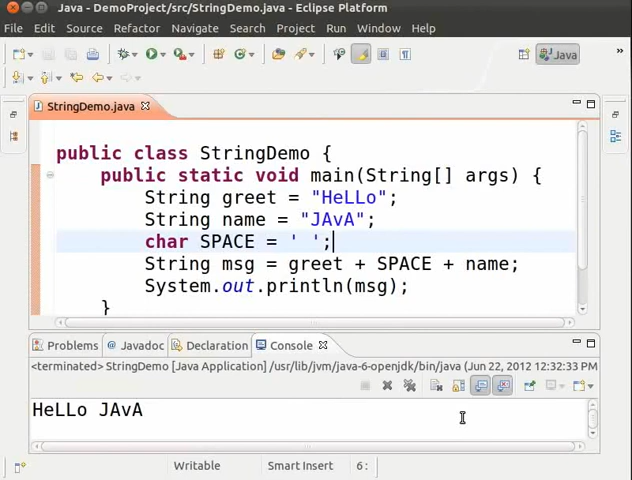 Java - DemoProject/src/StringDemo.java - Eclipse Platform
File Edit Source Refactor Navigate Search Project Run Window Help
Java
StringDemo.java
public class StringDemo {
public static void main(String[] args) {
String greet = "HeLLo";
String name = "JAvA";
char SPACE = ' ';
String msg = greet + SPACE + name;
System.out.println(msg);
}
Problems @ Javadoc Declaration Console
<terminated> StringDemo [Java Application] /usr/lib/jvm/java-6-openjdk/bin/java (Jun 22, 2012 12:32:33 PM
HeLLo JAvA
Writable Smart Insert 6 :